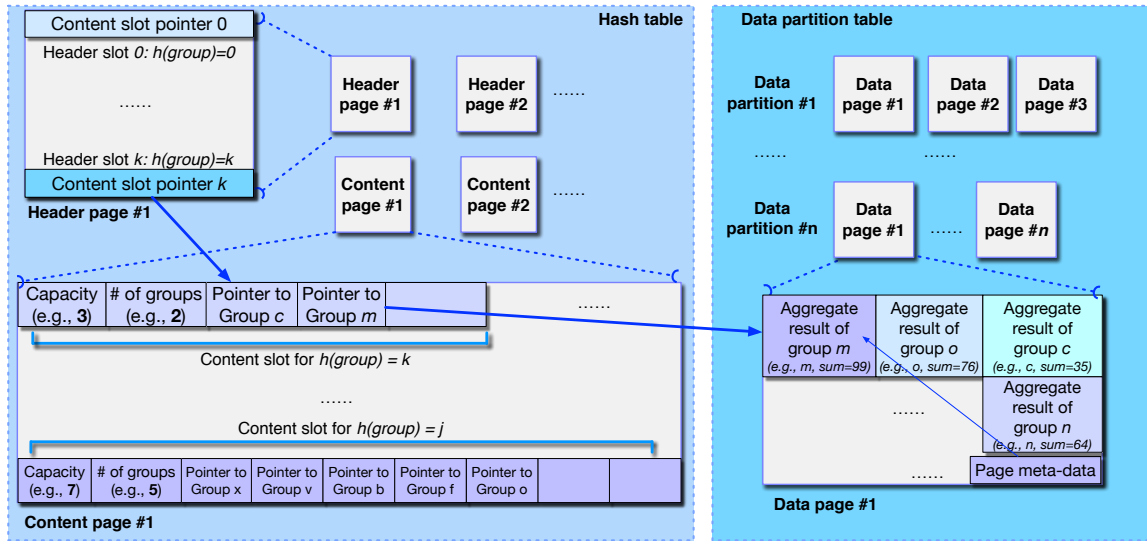 Hash table
Content slot pointer 0
Header slot 0: h(group)=0
......
Header slot k: h(group)=k
Content slot pointer k
Header page #1
Header
page #1
Header
page #2
......
Content
page #1
Content
page #2
......
Capacity
(e.g., 3)
# of groups
(e.g., 2)
Pointer to
Group c
Pointer to
Group m
......
Content slot for h(group) = k
......
Content slot for h(group) = j
Capacity
(e.g., 7)
# of groups
(e.g., 5)
Pointer to
Group x
Pointer to
Group v
Pointer to
Group b
Pointer to
Group f
Pointer to
Group o
Content page #1
Data partition table
Data
partition #1
Data
page #1
Data
page #2
Data
page #3
......
......
Data
partition #n
Data
page #1
......
Data
page #n
Aggregate
result of
group m
(e.g., m, sum=99)
Aggregate
result of
group o
(e.g., o, sum=76)
Aggregate
result of
group c
(e.g., c, sum=35)
......
Aggregate
result of
group n
(e.g., n, sum=64)
......
Page meta-data
Data page #1